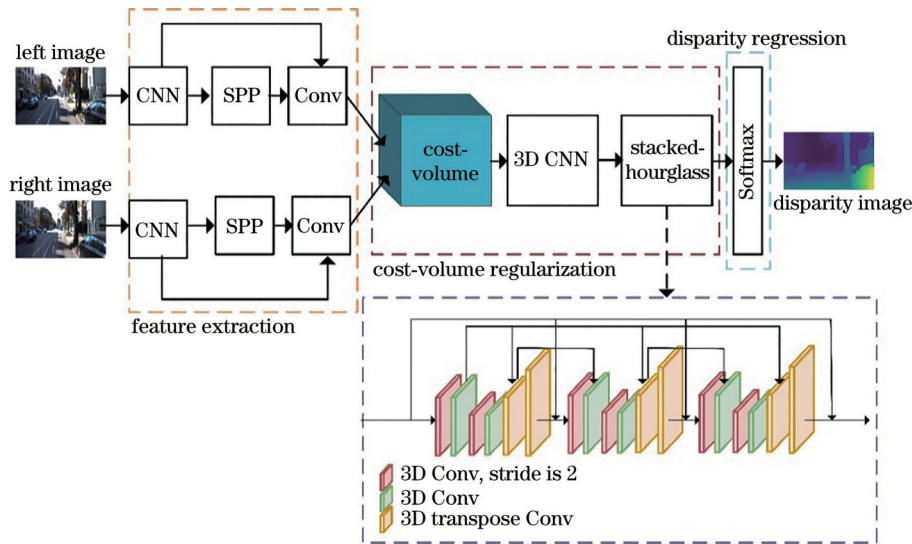 left image
CNN
SPP
Conv
right image
CNN
SPP
Conv
feature extraction
cost-
volume
3D CNN
stacked-
hourglass
cost-volume regularization
disparity regression
Softmax
disparity image
3D Conv, stride is 2
3D Conv
3D transpose Conv